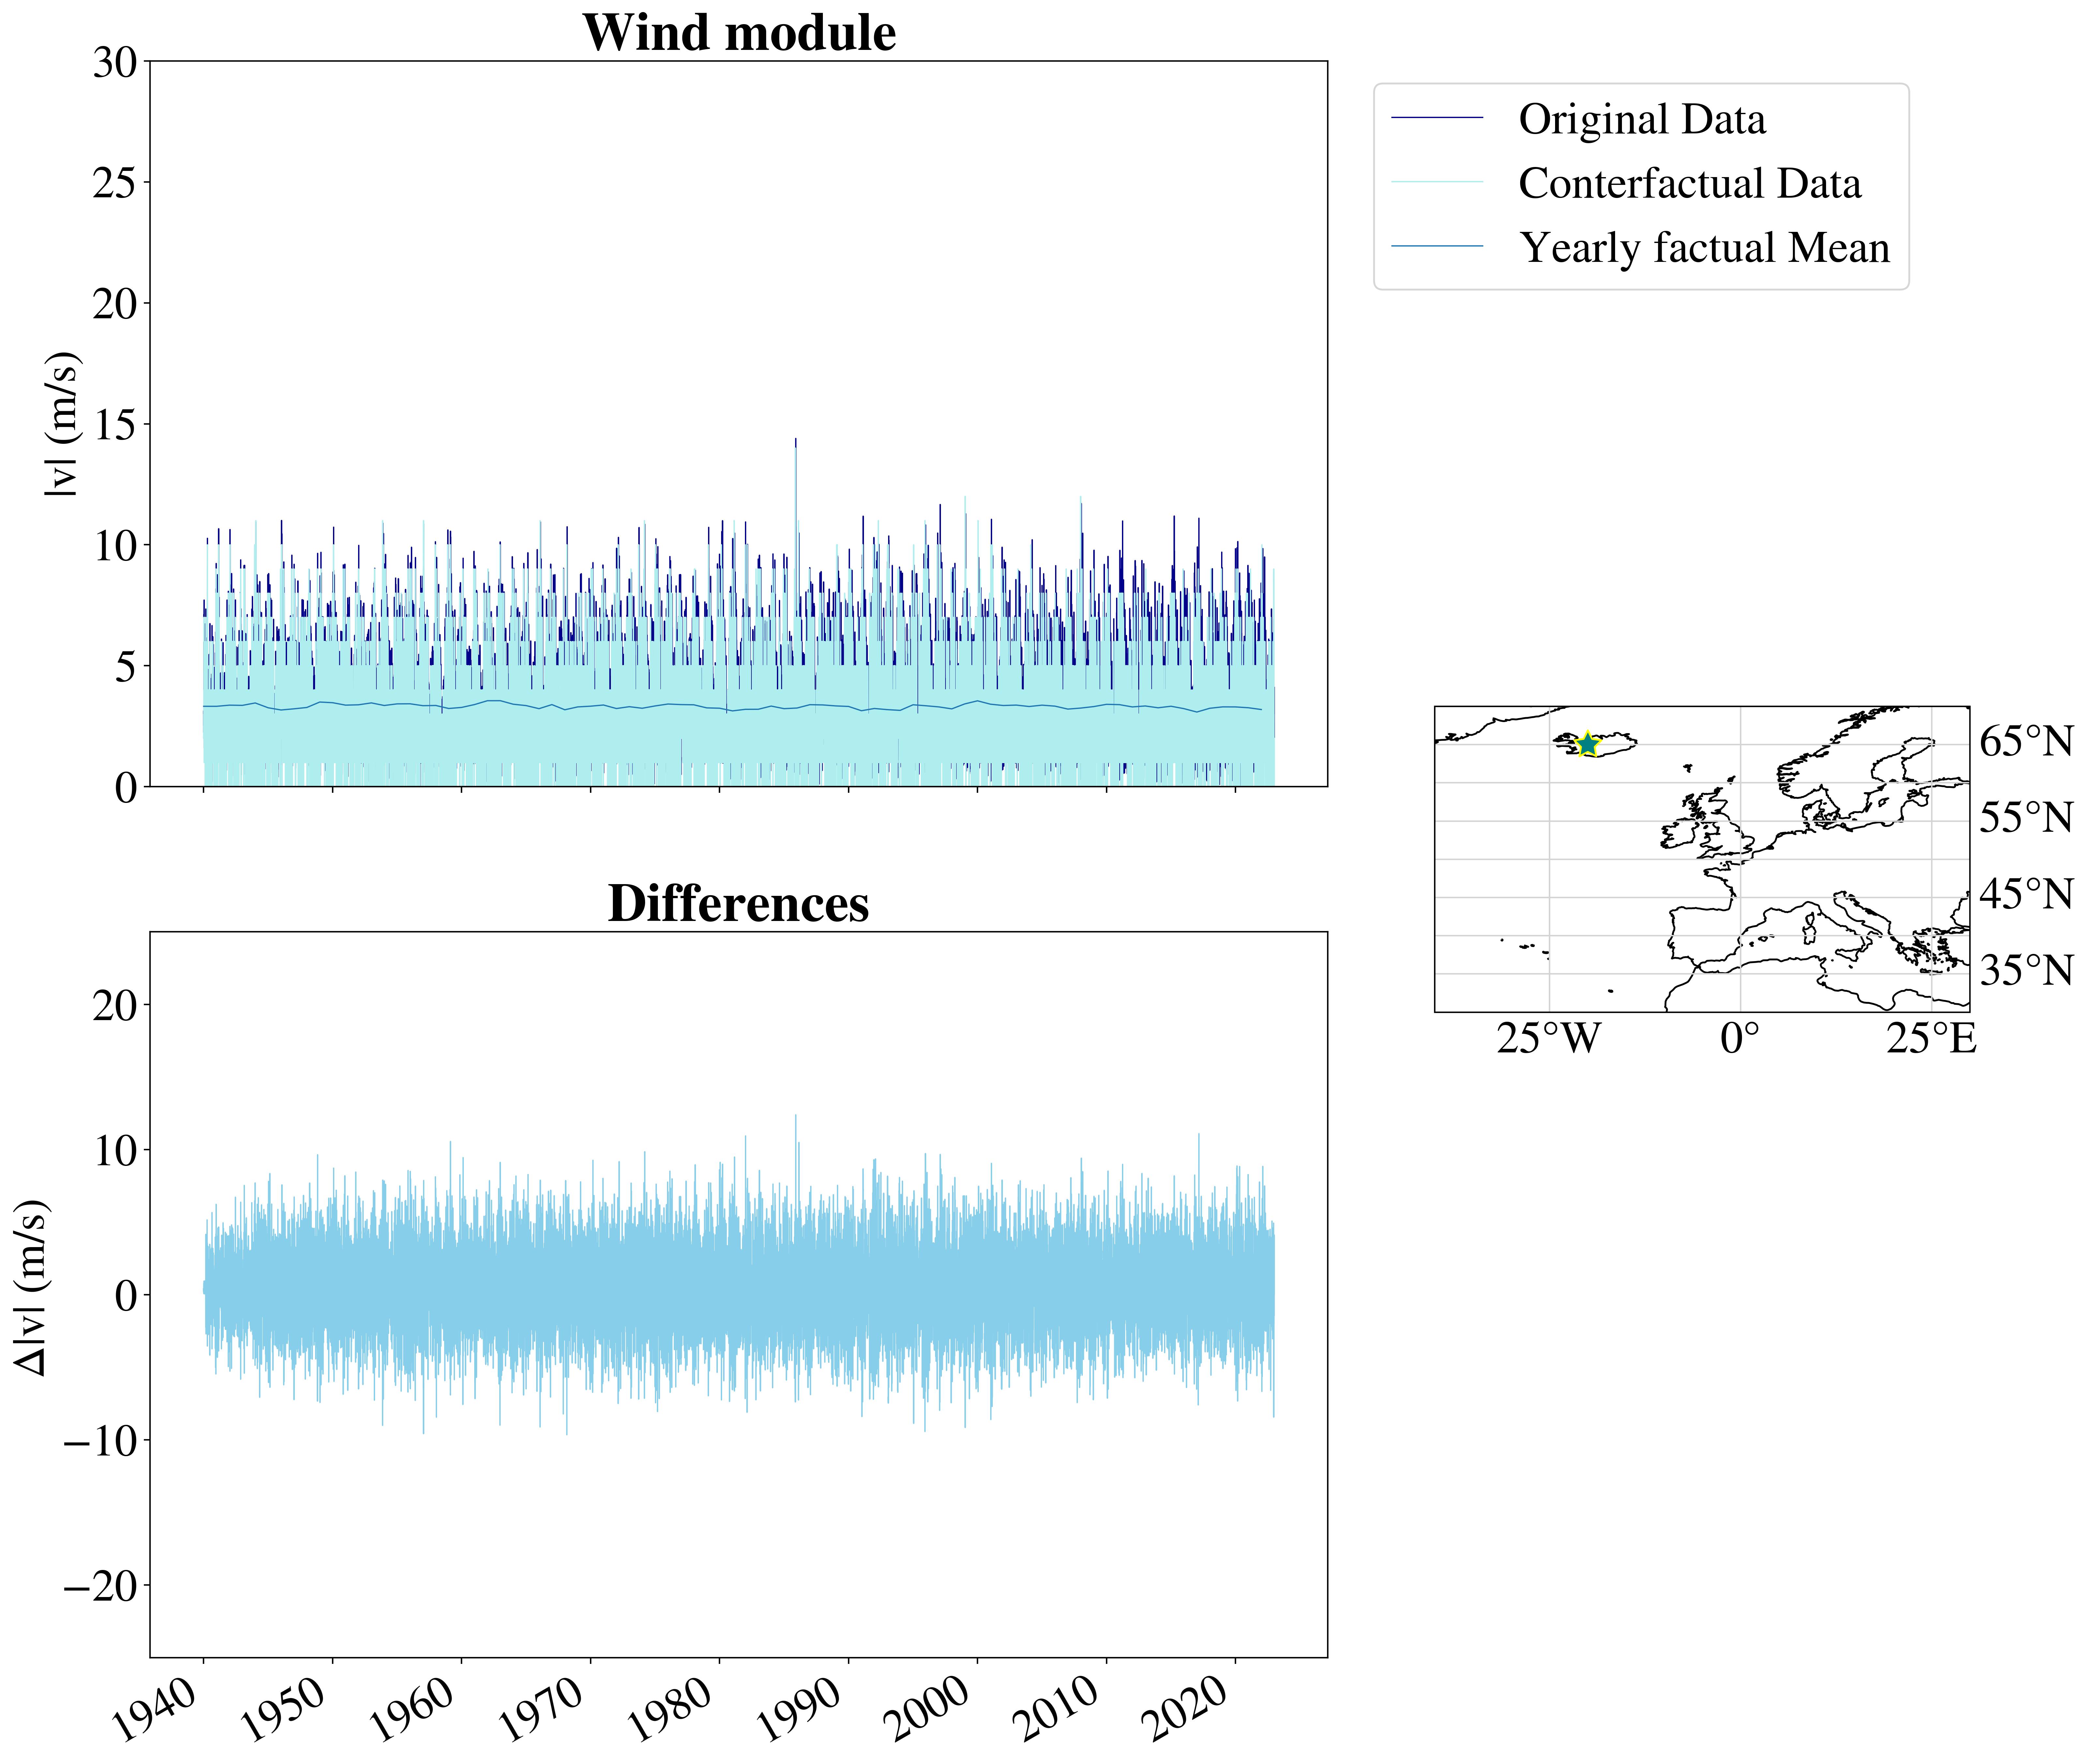 Wind module
30
25
20
15
10
5
0
|v| (m/s)
Original Data
Conterfactual Data
Yearly factual Mean
65°N
55°N
45°N
35°N
25°W 0° 25°E
Differences
20
10
0
−10
−20
Δ|v| (m/s)
1940 1950 1960 1970 1980 1990 2000 2010 2020